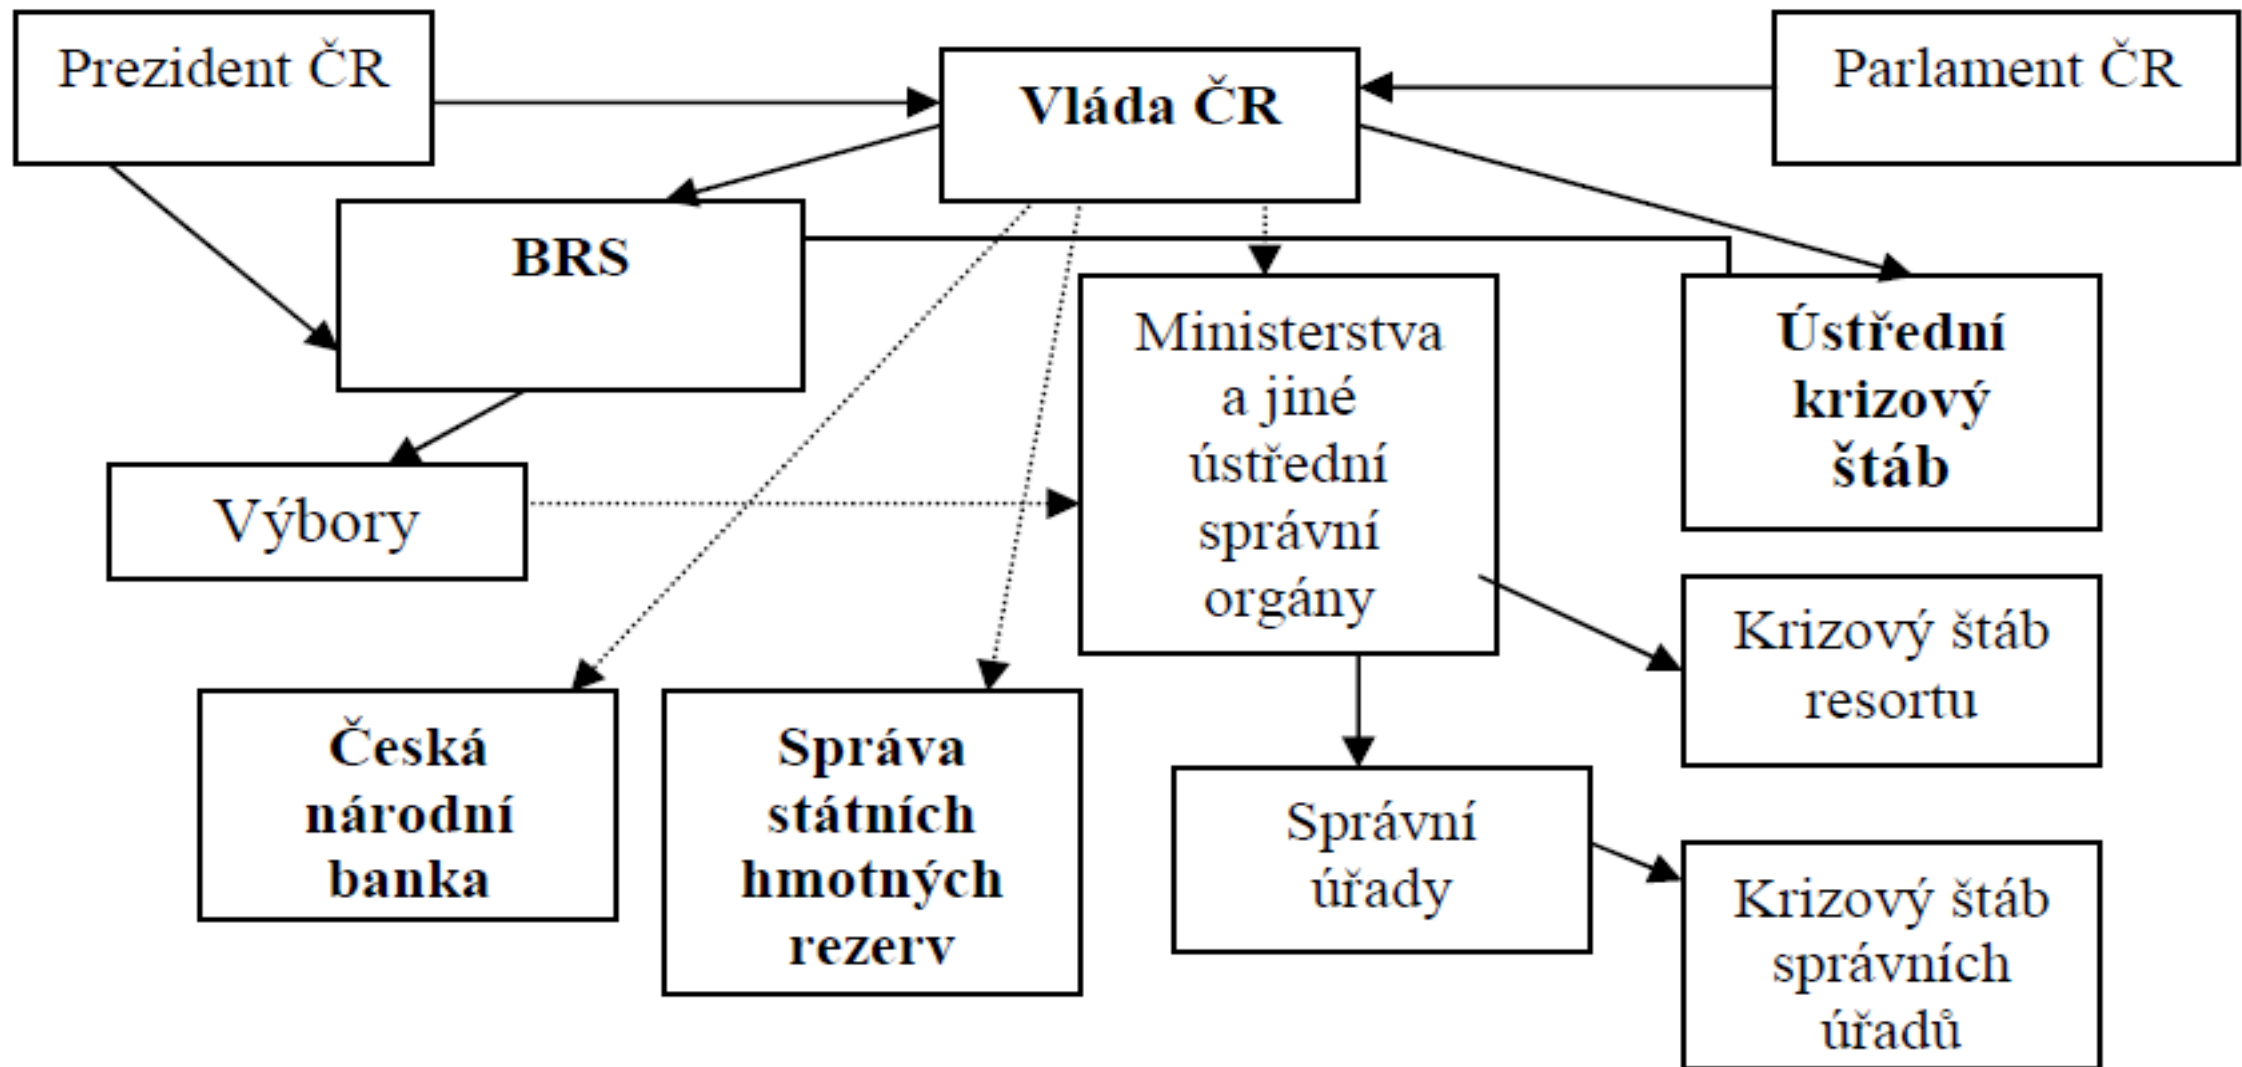 Prezident ČR
Vláda ČR
Parlament ČR
BRS
Ministerstva
a jiné
ústřední
správní
orgány
Ústřední
krizový
štáb
Výbory
Krizový štáb
resortu
Česká
národní
banka
Správa
státních
hmotných
rezerv
Správní
úřady
Krizový štáb
správních
úřadů